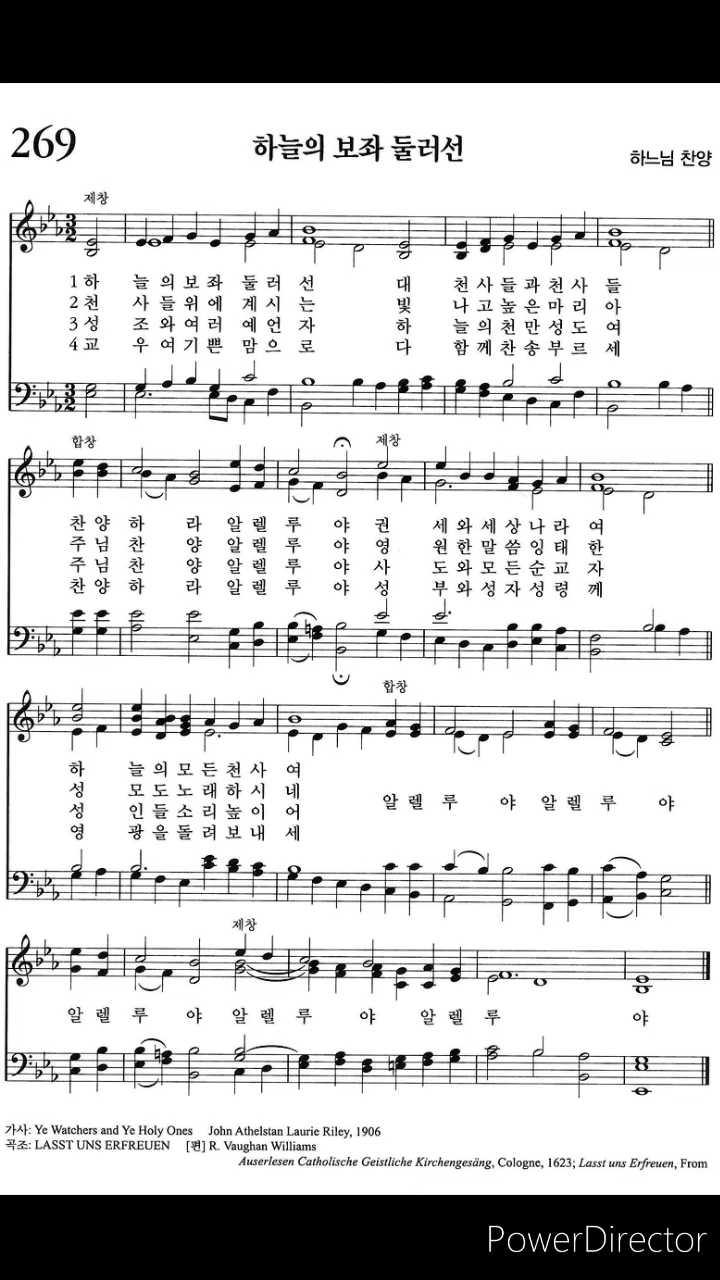 269
하늘의 보좌 둘러선
하느님 찬양
제창
1 하 늘 의 보 좌 둘 러 선 대 천 사 들 과 천 사 들
2 천 사 들 위 에 계 시 는 빛 나 고 높 은 마 리 아
3 성 조 와 여 러 예 언 자 하 늘 의 천 만 성 도 여
4 교 우 여 기 쁜 맘 으 로 다 함 께 찬 송 부 르 세
합창 제창
찬 양 하 라 알 렐 루 야 권 세 와 세 상 나 라 여
주 님 찬 양 알 렐 루 야 영 원 한 말 씀 잉 태 한
주 님 찬 양 알 렐 루 야 사 도 와 모 든 순 교 자
찬 양 하 라 알 렐 루 야 성 부 와 성 자 성 령 께
합창
하 늘 의 모 든 천 사 여
성 모 도 노 래 하 시 네
성 인 들 소 리 높 이 어
영 광 을 돌 려 보 내 세
알 렐 루 야 알 렐 루 야
제창
알 렐 루 야 알 렐 루 야 알 렐 루 야
가사: Ye Watchers and Ye Holy Ones John Athelstan Laurie Riley, 1906
곡조: LASST UNS ERFREUEN [편] R. Vaughan Williams
Auserlesen Catholische Geistliche Kirchengesäng, Cologne, 1623; Lasst uns Erfreuen, From
PowerDirector